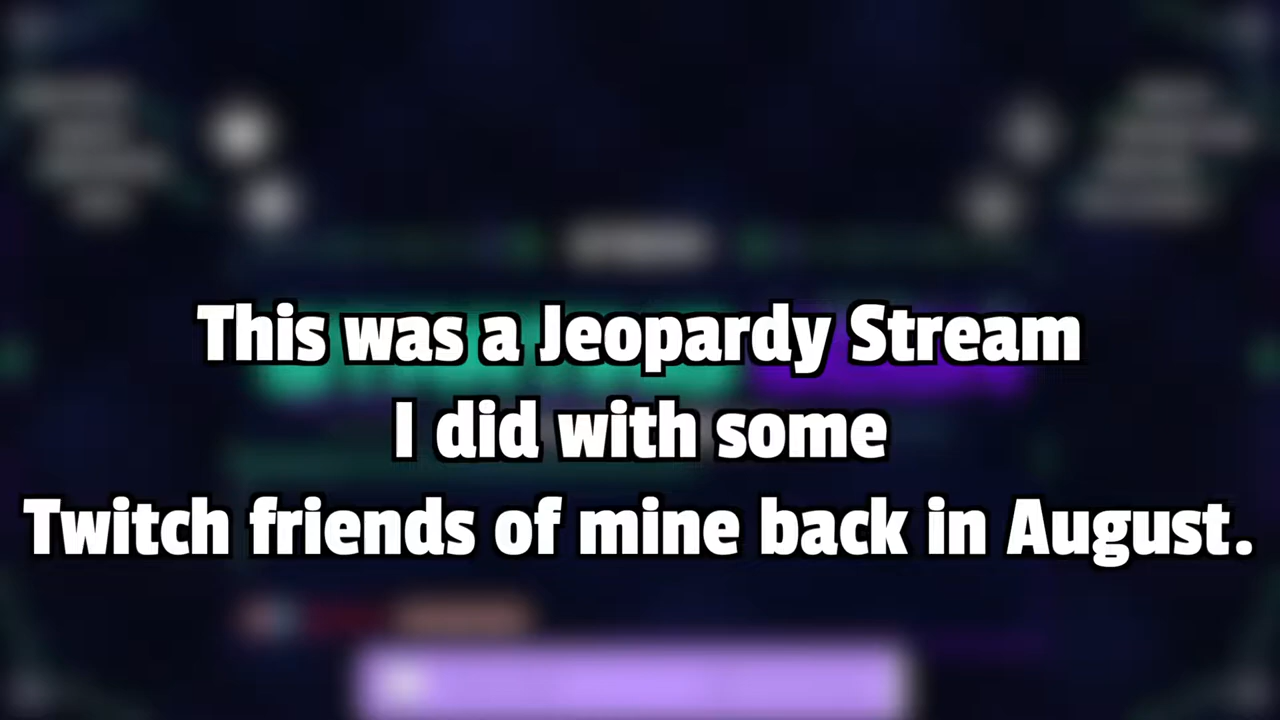 This was a Jeopardy Stream
I did with some
Twitch friends of mine back in August.